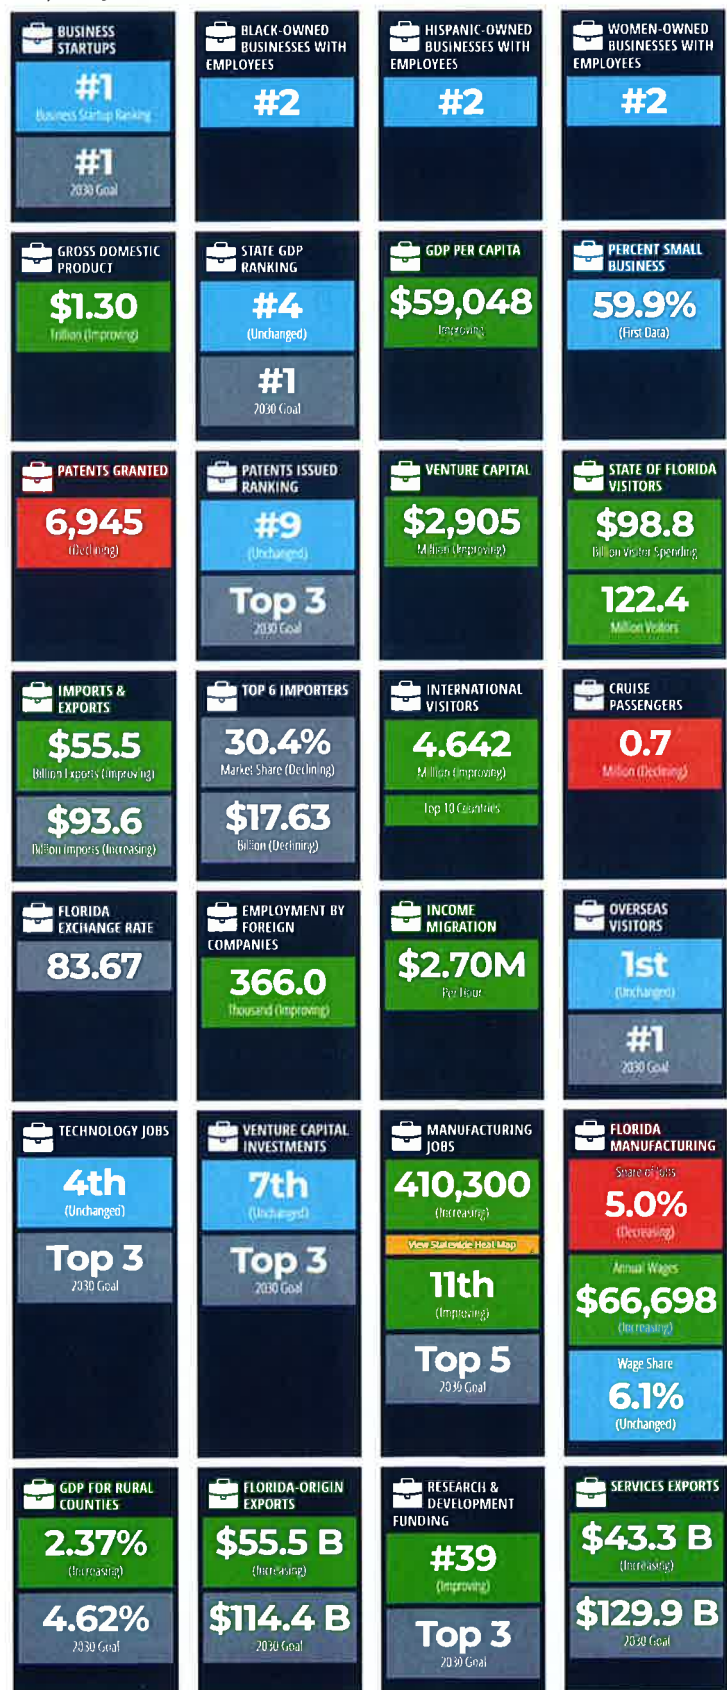 BUSINESS
STARTUPS
#1
Business Startup Ranking
#1
2030 Goal
BLACK-OWNED
BUSINESSES WITH
EMPLOYEES
#2
HISPANIC-OWNED
BUSINESSES WITH
EMPLOYEES
#2
WOMEN-OWNED
BUSINESSES WITH
EMPLOYEES
#2
GROSS DOMESTIC
PRODUCT
$1.30
Trillion (Improving)
STATE GDP
RANKING
#4
(Unchanged)
#1
2030 Goal
GDP PER CAPITA
$59,048
Improving
PERCENT SMALL
BUSINESS
59.9%
(First Data)
PATENTS GRANTED
6,945
(Declining)
PATENTS ISSUED
RANKING
#9
(Unchanged)
Top 3
2030 Goal
VENTURE CAPITAL
$2,905
Million (Improving)
STATE OF FLORIDA
VISITORS
$98.8
Billion Visitor Spending
122.4
Million Visitors
IMPORTS &
EXPORTS
$55.5
Billion Exports (Improving)
$93.6
Billion Imports (Increasing)
TOP 6 IMPORTERS
30.4%
Market Share (Declining)
$17.63
Billion (Declining)
INTERNATIONAL
VISITORS
4.642
Million (Improving)
Top 10 Countries
CRUISE
PASSENGERS
0.7
Million (Declining)
FLORIDA
EXCHANGE RATE
83.67
EMPLOYMENT BY
FOREIGN
COMPANIES
366.0
Thousand (Improving)
INCOME
MIGRATION
$2.70M
Per Hour
OVERSEAS
VISITORS
1st
(Unchanged)
#1
2030 Goal
TECHNOLOGY JOBS
4th
(Unchanged)
Top 3
2030 Goal
VENTURE CAPITAL
INVESTMENTS
7th
(Unchanged)
Top 3
2030 Goal
MANUFACTURING
JOBS
410,300
(Increasing)
View Statewide Heat Map
11th
(Improving)
Top 5
2030 Goal
FLORIDA
MANUFACTURING
Share of Jobs
5.0%
(Decreasing)
Annual Wages
$66,698
(Increasing)
Wage Share
6.1%
(Unchanged)
GDP FOR RURAL
COUNTIES
2.37%
(Increasing)
4.62%
2030 Goal
FLORIDA-ORIGIN
EXPORTS
$55.5 B
(Increasing)
$114.4 B
2030 Goal
RESEARCH &
DEVELOPMENT
FUNDING
#39
(Improving)
Top 3
2030 Goal
SERVICES EXPORTS
$43.3 B
(Increasing)
$129.9 B
2030 Goal